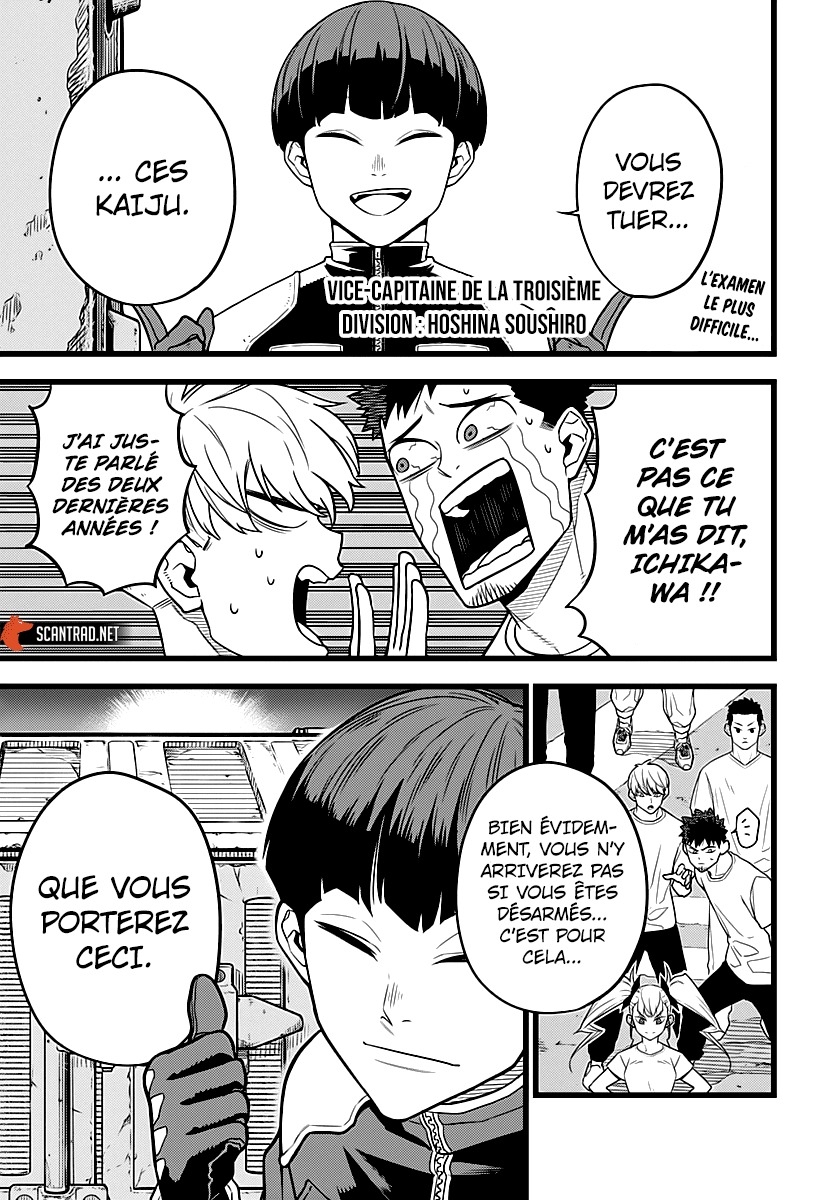 VOUS
DEVREZ
TUER...
... CES
KAIJU.
VICE-CAPITAINE DE LA TROISIÈME
DIVISION : HOSHINA SOUSHIRO
L'EXAMEN
LE PLUS
DIFFICILE...
C'EST
PAS CE
QUE TU
M'AS DIT,
ICHIKA-
WA !!
J'AI JUS-
TE PARLÉ
DES DEUX
DERNIÈRES
ANNÉES !
SCANTRAD.NET
BIEN ÉVIDEM-
MENT, VOUS N'Y
ARRIVEREZ PAS
SI VOUS ÊTES
DÉSARMÉS...
C'EST POUR
CELA...
QUE VOUS
PORTEREZ
CECI.